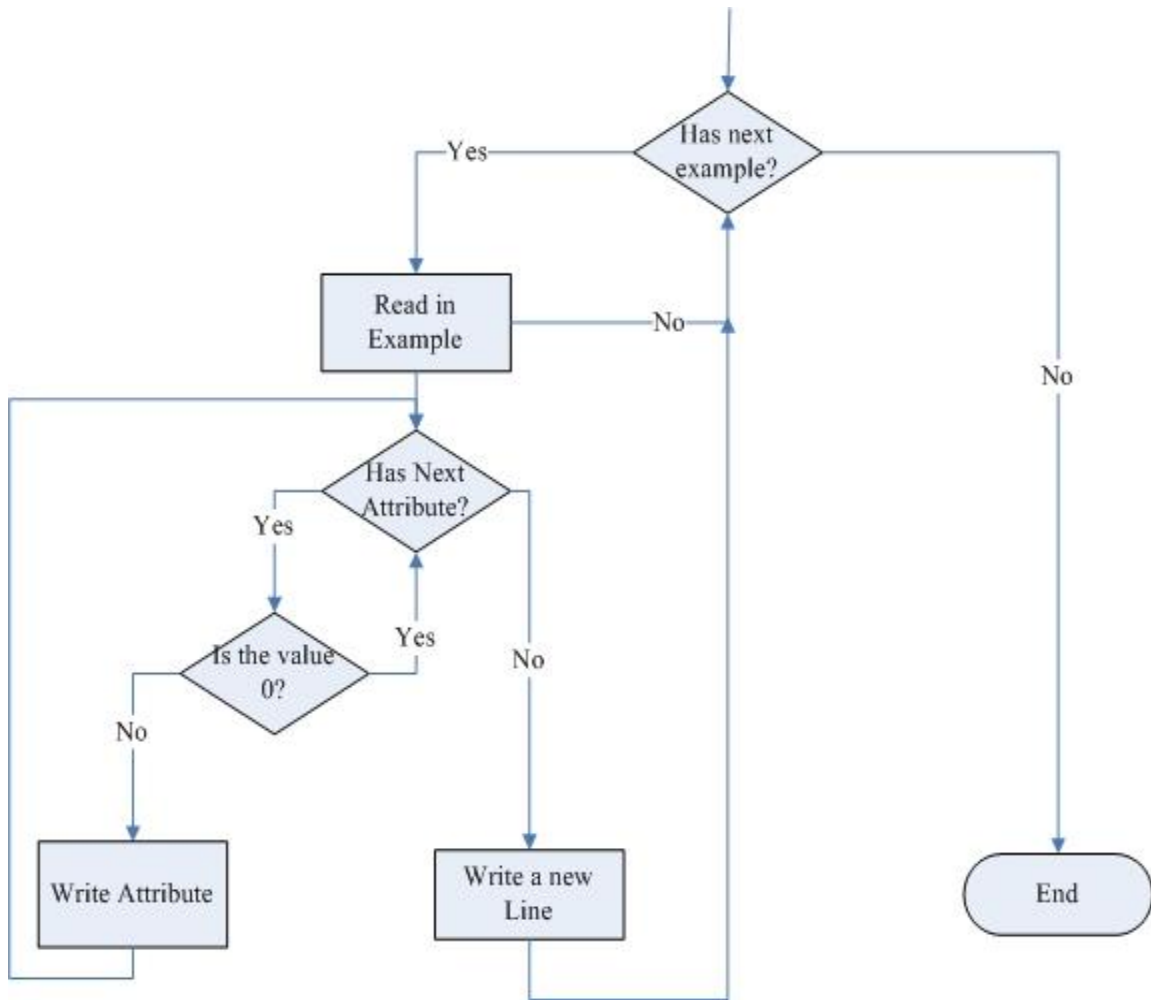 Has next
example?
Yes
Read in
Example
No
No
Has Next
Attribute?
Yes
Yes
Is the value
0?
No
No
Write Attribute
Write a new
Line
End